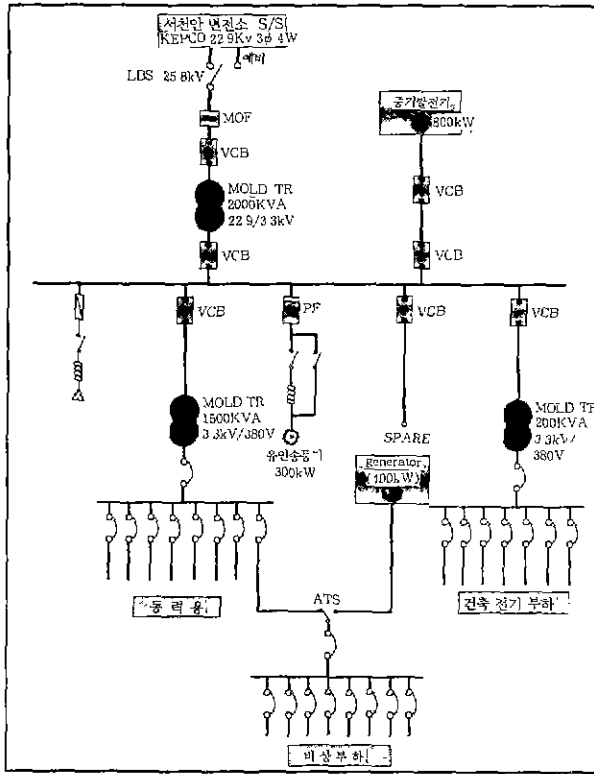 서천안 변전소 S/S
KEPCO 22 9Kv 3φ 4W
예비
LBS 25.8kV
MOF
VCB
MOLD TR
2000KVA
22 9/3 3kV
VCB
증기발전기
800kW
VCB
VCB
VCB
PF
VCB
VCB
MOLD TR
1500KVA
3 3kV/380V
유인송풍기
300kW
SPARE
MOLD TR
200KVA
3 3kV/
380V
generator
(100kW)
동 력 용
ATS
건축 전기 부하
비상부하